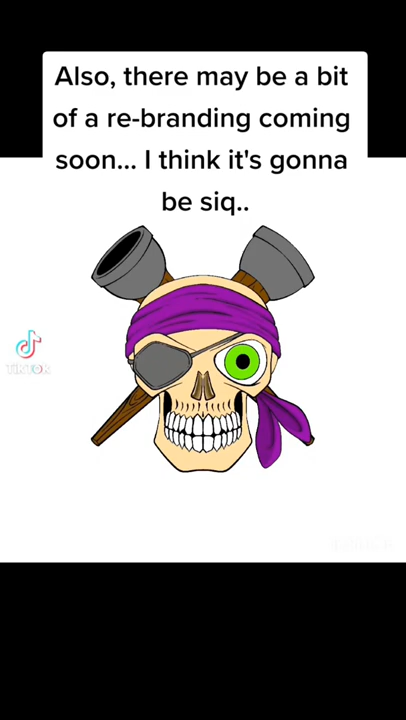 Also, there may be a bit
of a re-branding coming
soon... I think it's gonna
be siq..
TikTok